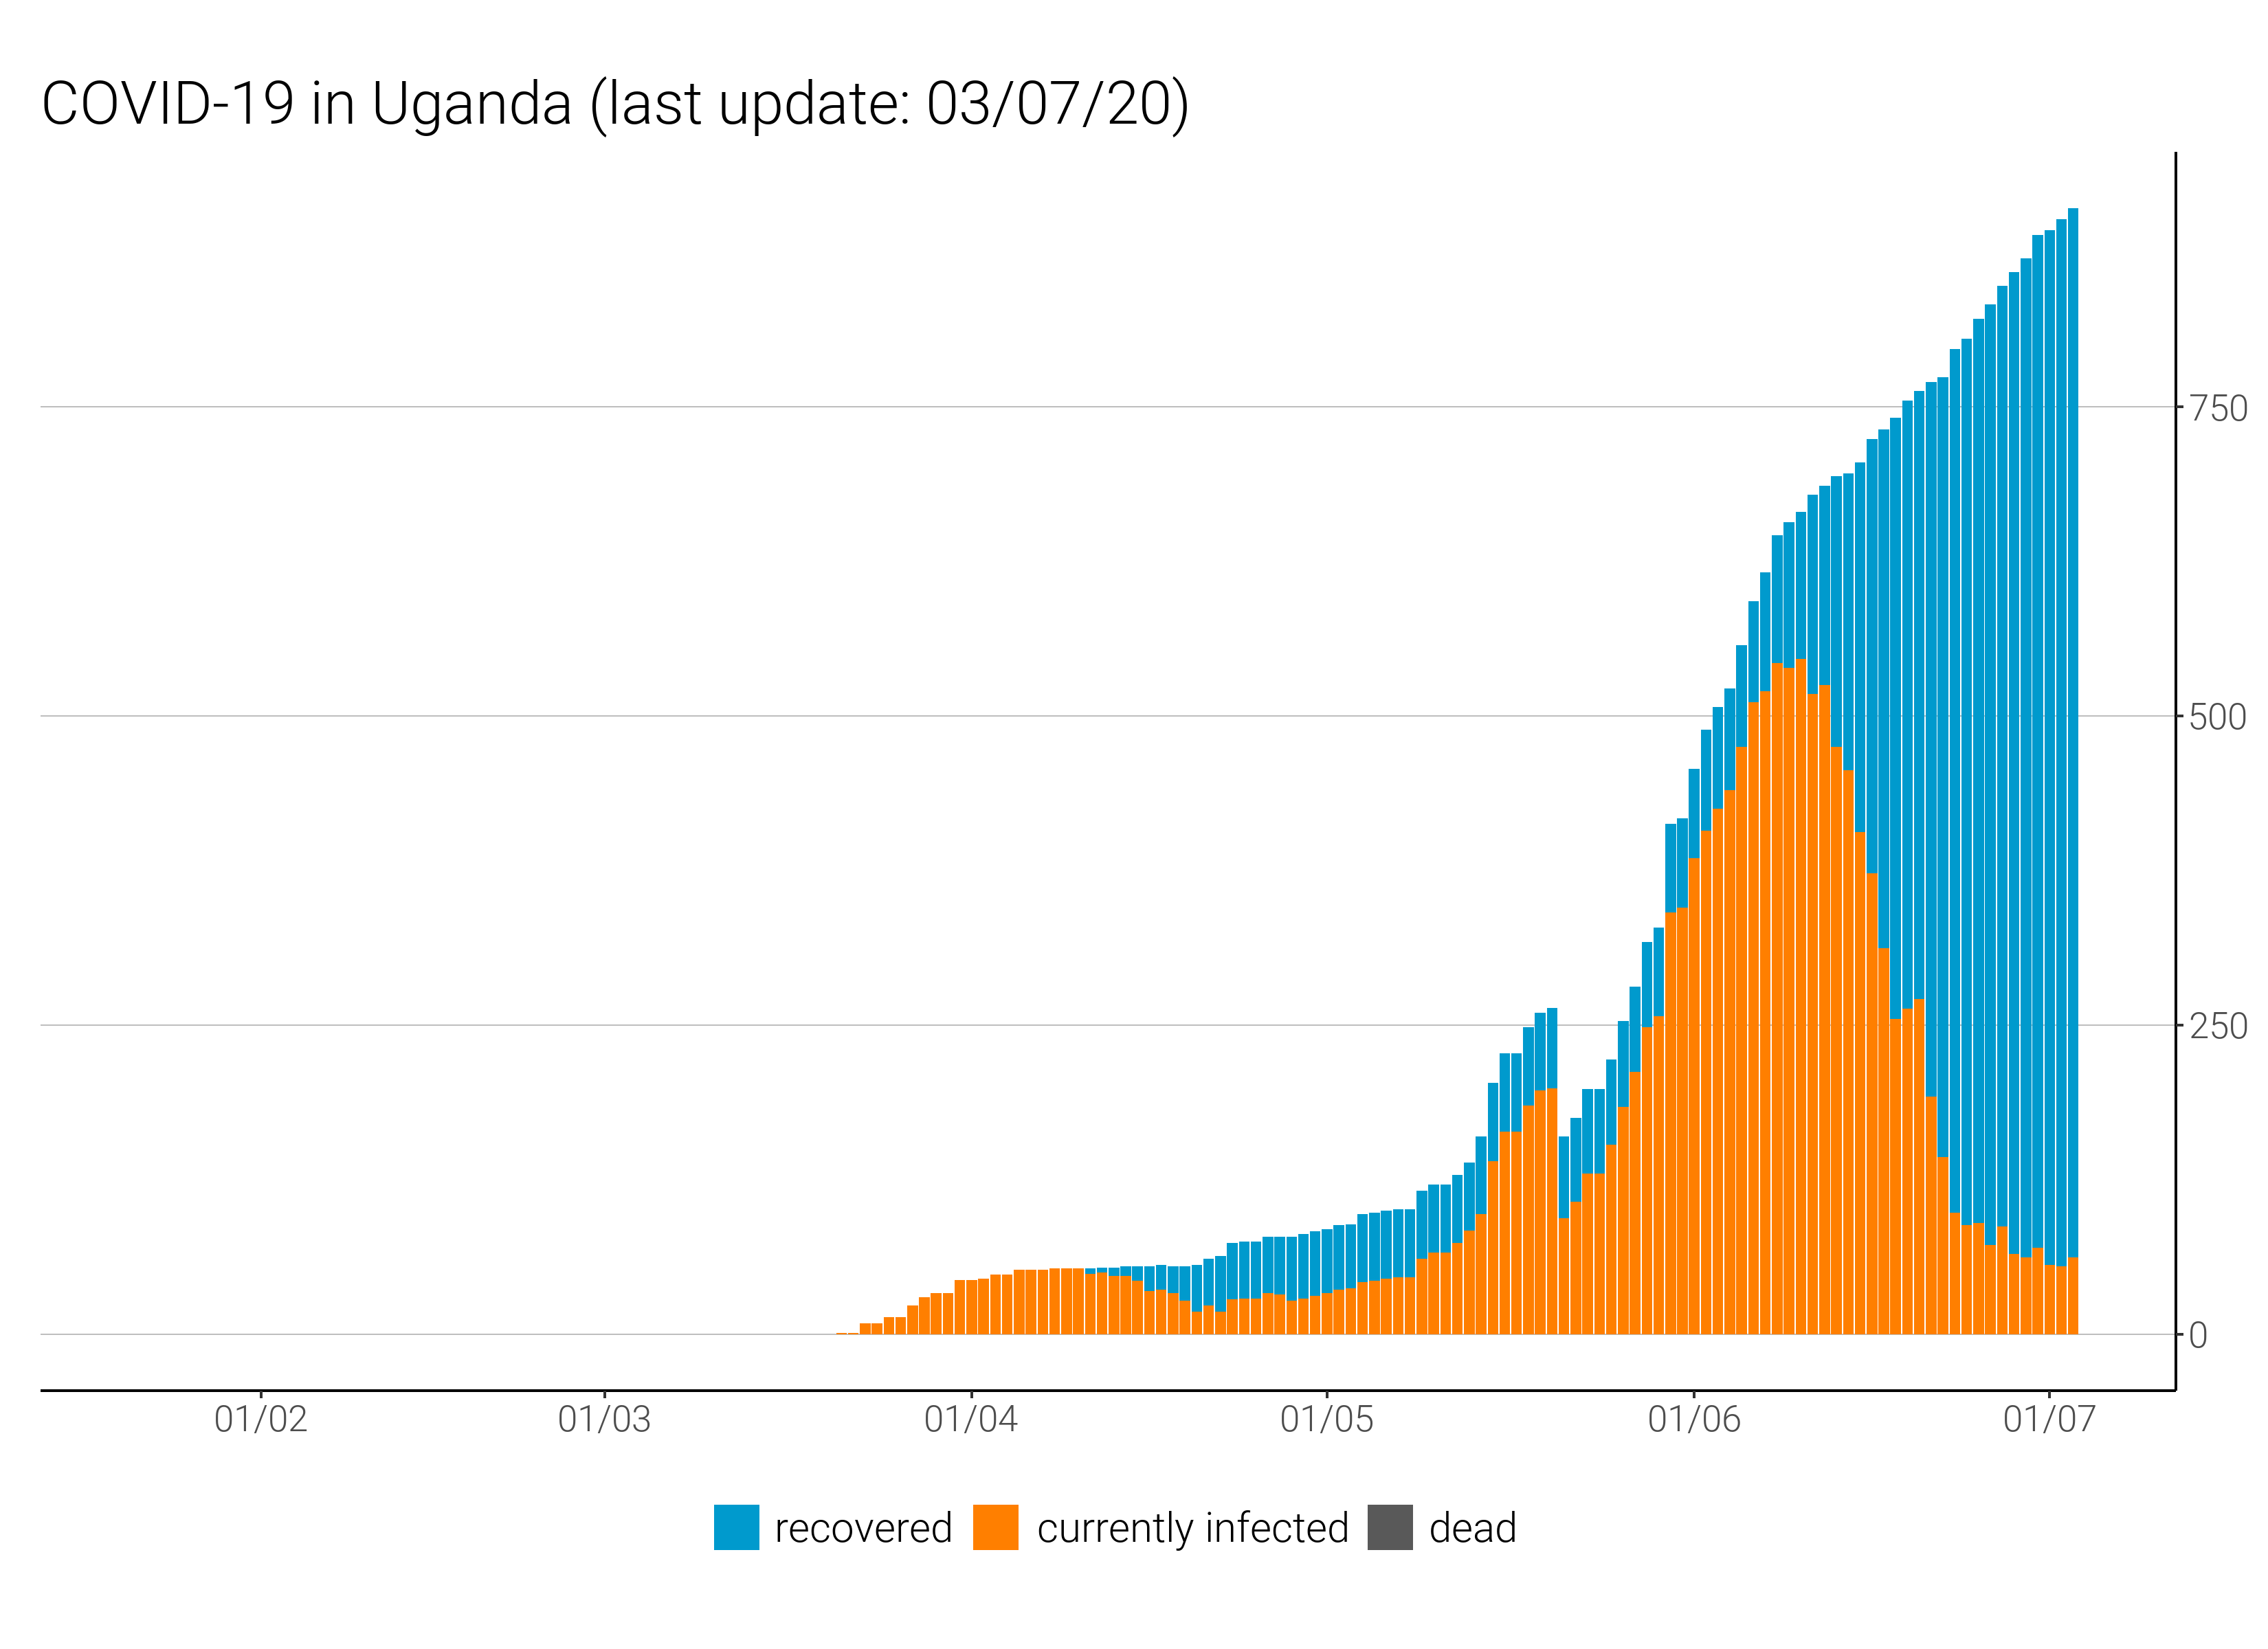 COVID-19 in Uganda (last update: 03/07/20)
750
500
250
0
01/02 01/03 01/04 01/05 01/06 01/07
recovered currently infected dead